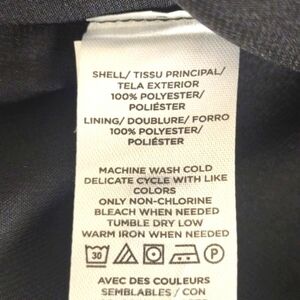 SHELL/ TISSU PRINCIPAL/
TELA EXTERIOR
100% POLYESTER/
POLIÉSTER
LINING/ DOUBLURE/ FORRO
100% POLYESTER/
POLIÉSTER
MACHINE WASH COLD
DELICATE CYCLE WITH LIKE
COLORS
ONLY NON-CHLORINE
BLEACH WHEN NEEDED
TUMBLE DRY LOW
WARM IRON WHEN NEEDED
30
AVEC DES COULEURS
SEMBLABLES / CON